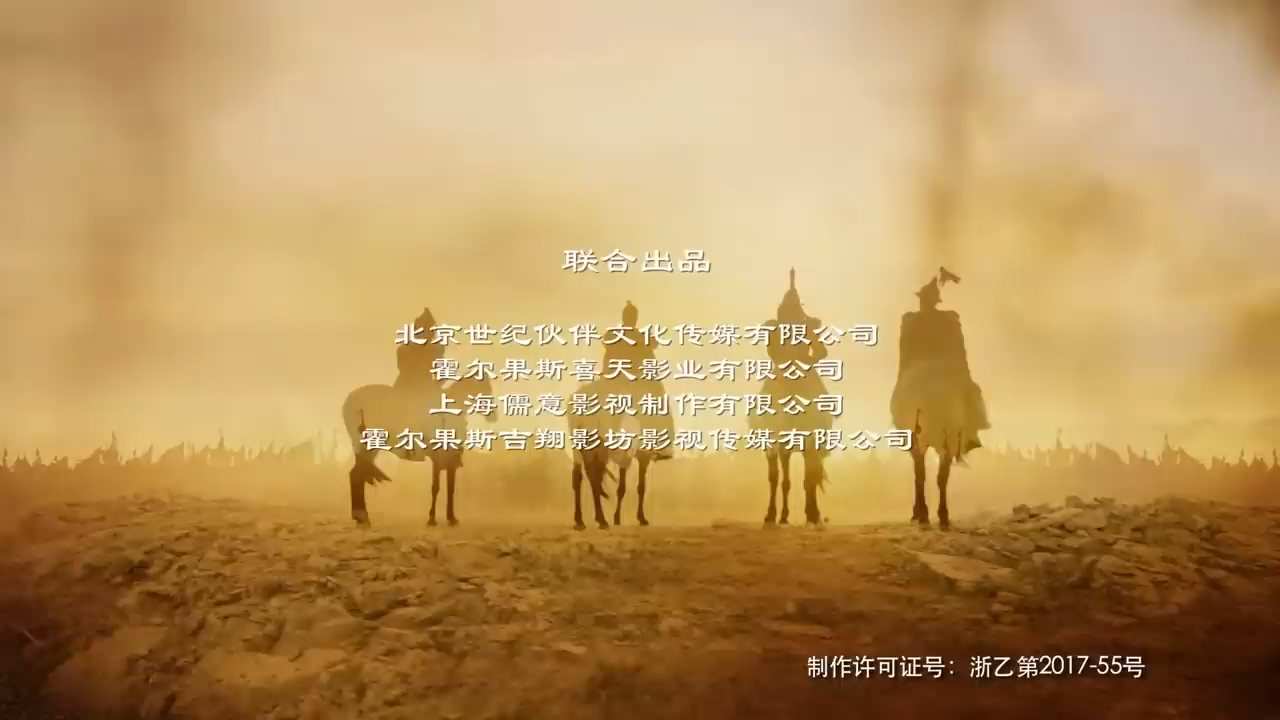 联合出品
北京世纪伙伴文化传媒有限公司
霍尔果斯喜天影业有限公司
上海儒意影视制作有限公司
霍尔果斯吉翔影坊影视传媒有限公司
制作许可证号：浙乙第2017-55号